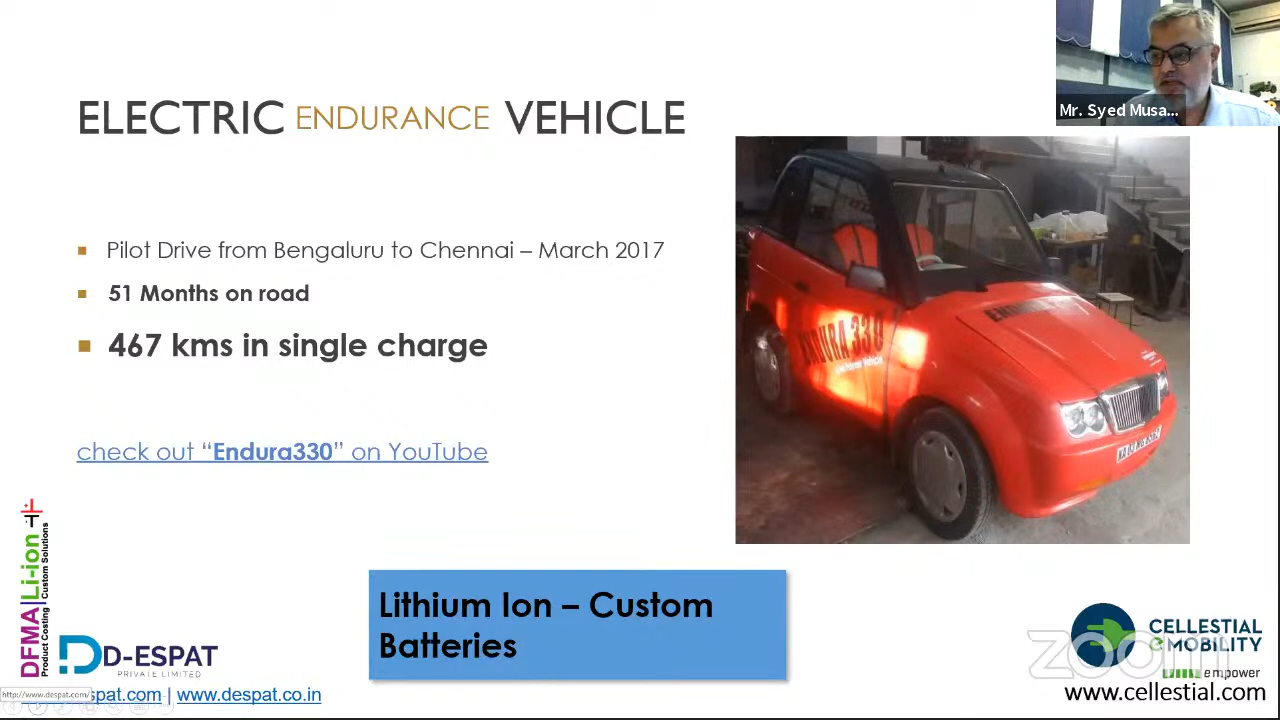 Mr. Syed Musa...
ELECTRIC ENDURANCE VEHICLE
Pilot Drive from Bengaluru to Chennai – March 2017
51 Months on road
467 kms in single charge
check out “Endura330” on YouTube
ENDURA 330
Lithium Ion – Custom
Batteries
DFMA|Li-ion
Product Costing | Custom Solutions
D-ESPAT
PRIVATE LIMITED
http://www.despat.com/
spat.com | www.despat.co.in
CELLESTIAL
e MOBILITY
zoom
empower
www.cellestial.com